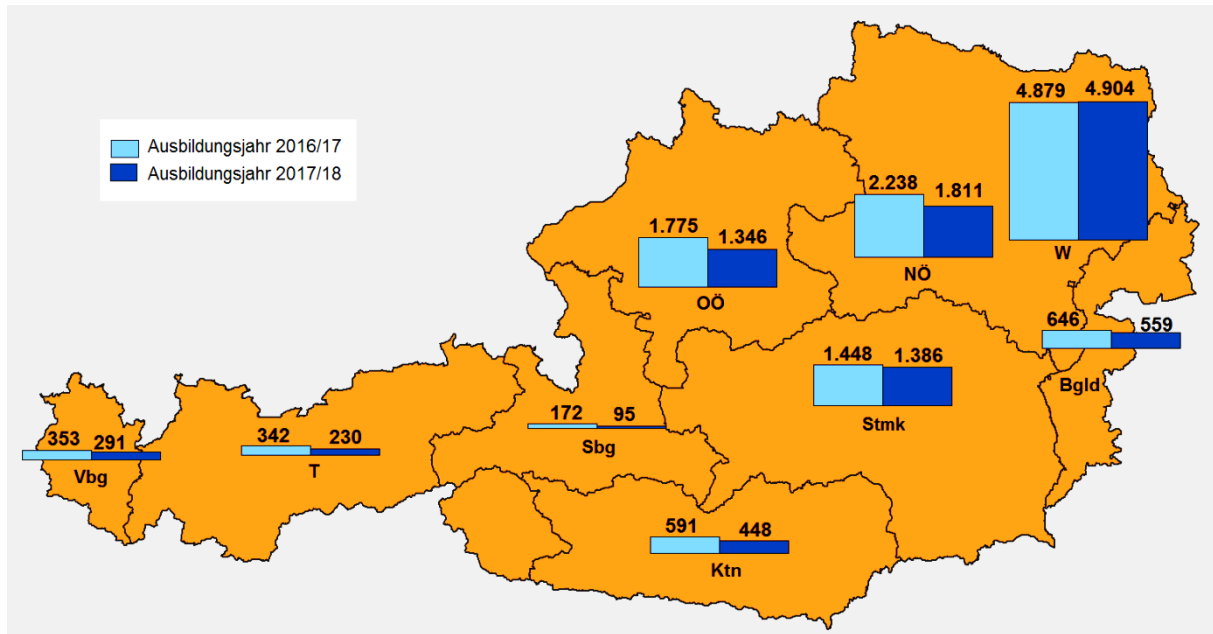 Ausbildungsjahr 2016/17
Ausbildungsjahr 2017/18
4.879 4.904
W
2.238 1.811
NÖ
1.775 1.346
OÖ
646 559
Bgld
1.448 1.386
Stmk
172 95
Sbg
342 230
T
353 291
Vbg
591 448
Ktn